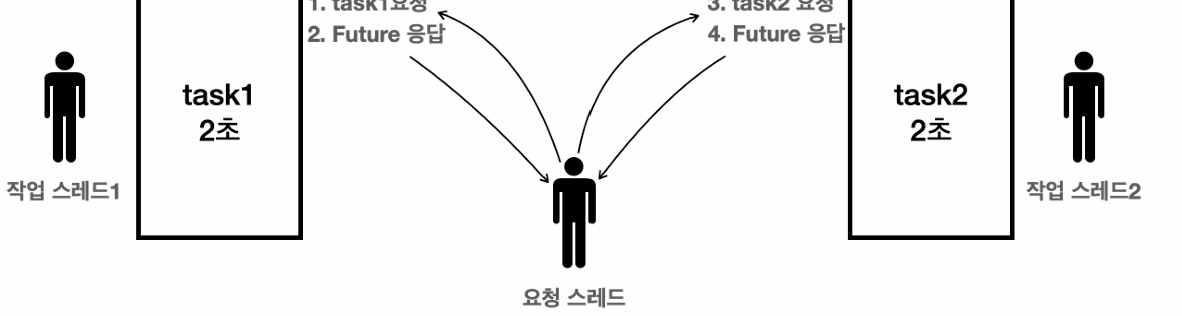 1. task1요청
2. Future 응답
3. task2 요청
4. Future 응답
task1
2초
task2
2초
작업 스레드1
작업 스레드2
요청 스레드